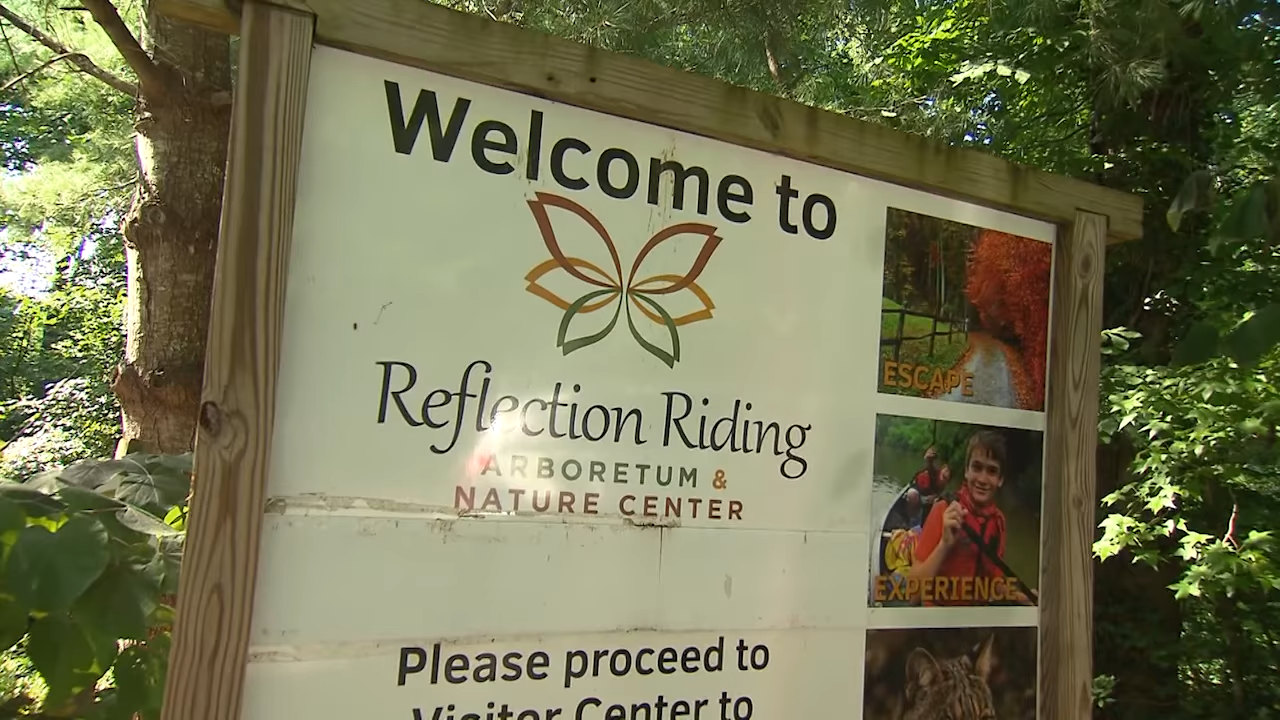 Welcome to
Reflection Riding
ARBORETUM &
NATURE CENTER
Please proceed to
Visitor Center to
ESCAPE
EXPERIENCE